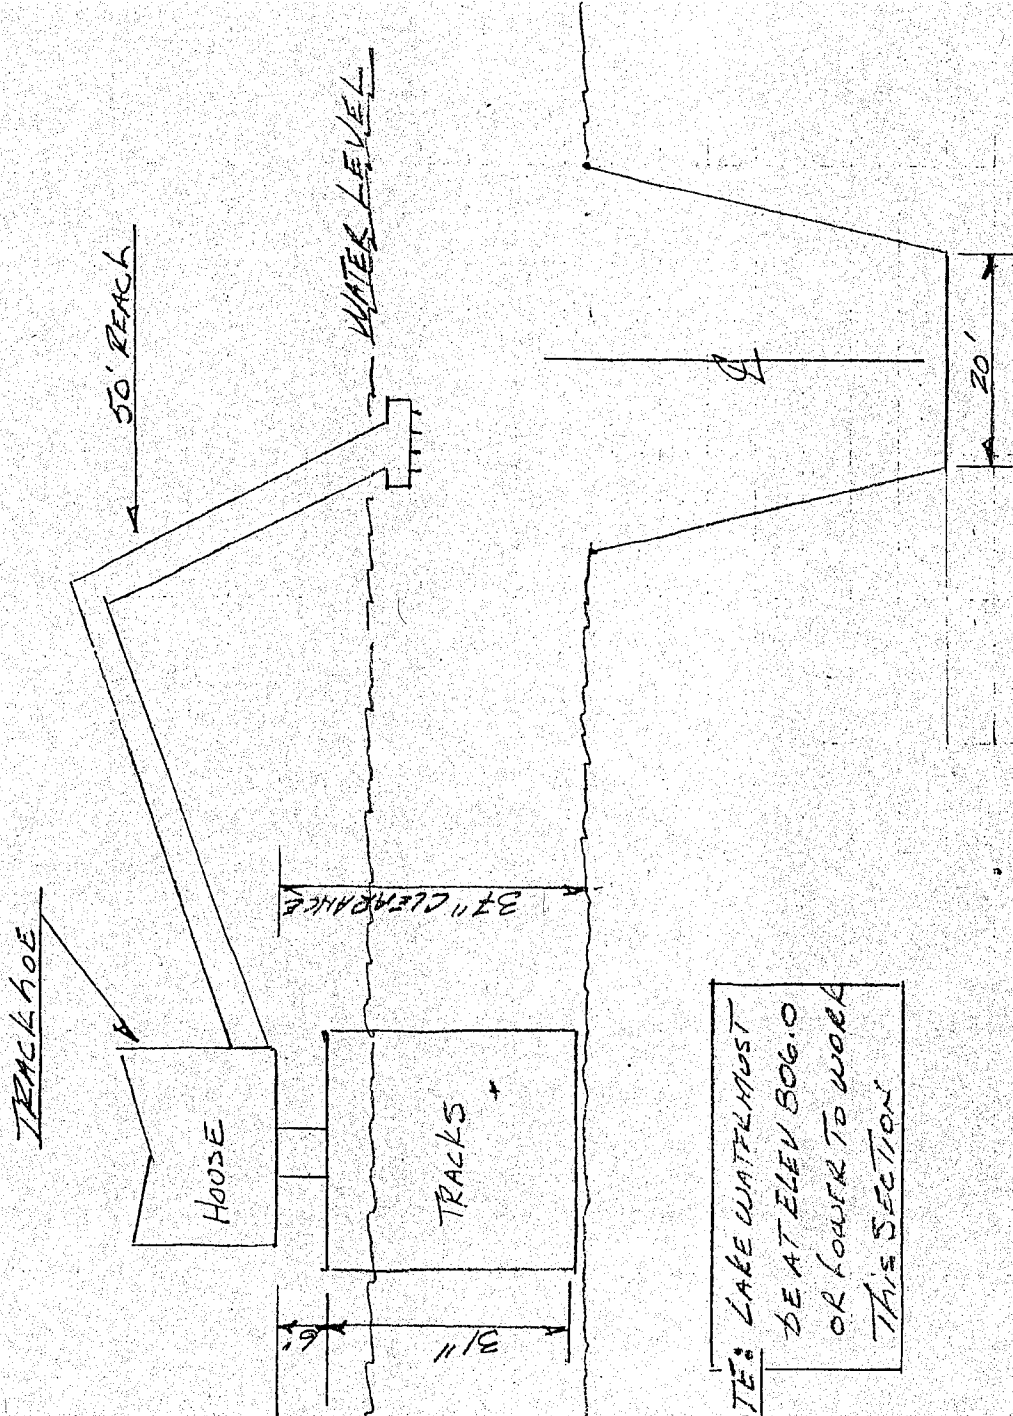 TRACKhOE
50' REACH
WATER LEVEL
HOUSE
TRACKS
6"
31"
37" CLEARANCE
℄
20'
TE: LAKE WATER MUST
BE AT ELEV 806.0
OR LOWER TO WORK
THIS SECTION